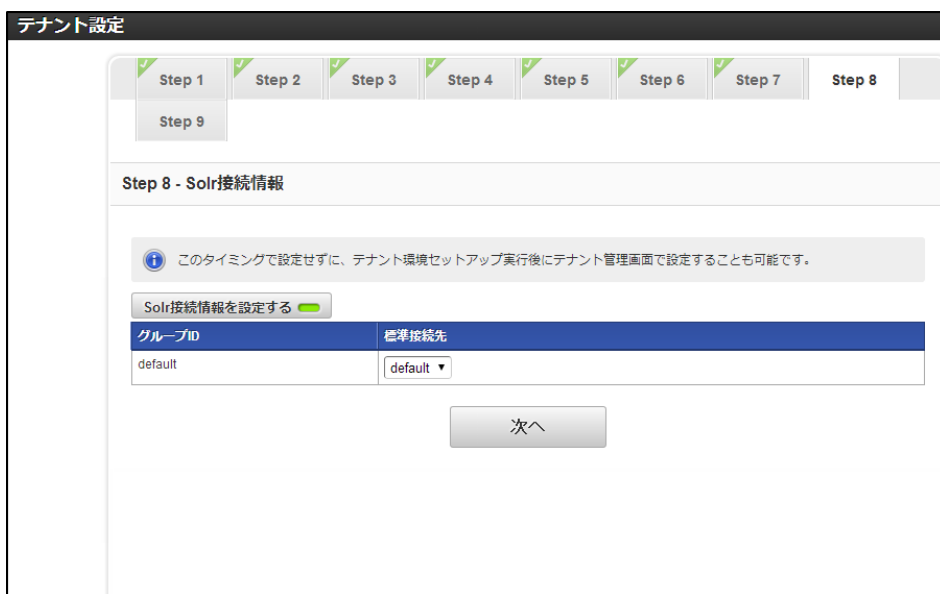 テナント設定
Step 1 Step 2 Step 3 Step 4 Step 5 Step 6 Step 7 Step 8
Step 9
Step 8 - Solr接続情報
このタイミングで設定せずに、テナント環境セットアップ実行後にテナント管理画面で設定することも可能です。
Solr接続情報を設定する
グループID 標準接続先
default default
次へ